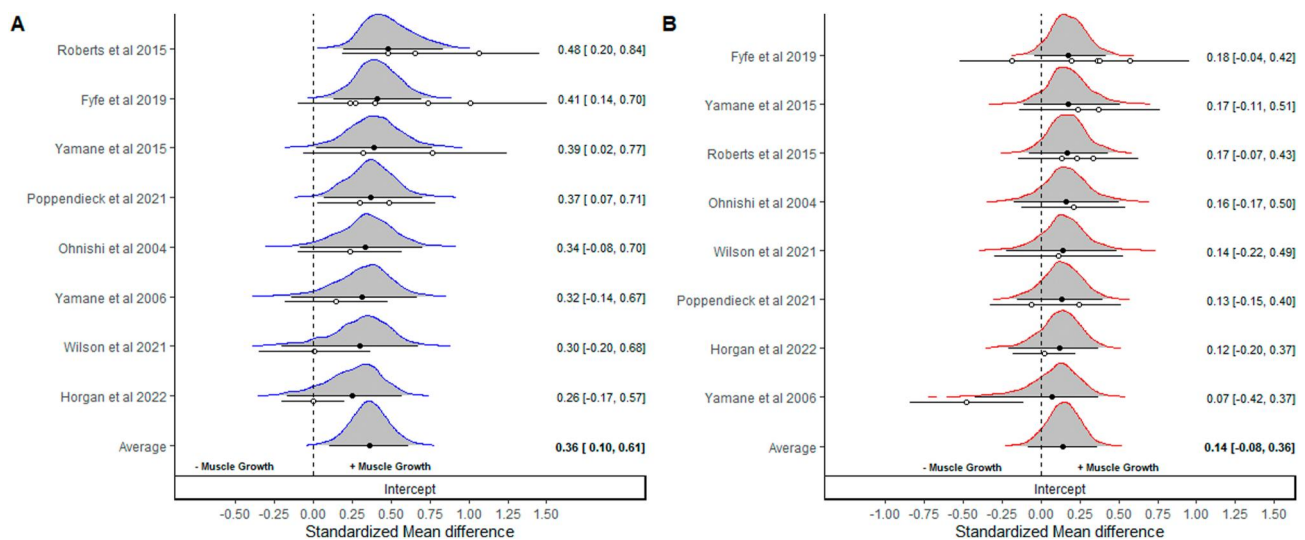 A
Roberts et al 2015
0.48 [ 0.20, 0.84]
Fyfe et al 2019
0.41 [ 0.14, 0.70]
Yamane et al 2015
0.39 [ 0.02, 0.77]
Poppendieck et al 2021
0.37 [ 0.07, 0.71]
Ohnishi et al 2004
0.34 [-0.08, 0.70]
Yamane et al 2006
0.32 [-0.14, 0.67]
Wilson et al 2021
0.30 [-0.20, 0.68]
Horgan et al 2022
0.26 [-0.17, 0.57]
Average
0.36 [ 0.10, 0.61]
- Muscle Growth
+ Muscle Growth
Intercept
-0.50 -0.25 0.00 0.25 0.50 0.75 1.00 1.25 1.50
Standardized Mean difference
B
Fyfe et al 2019
0.18 [-0.04, 0.42]
Yamane et al 2015
0.17 [-0.11, 0.51]
Roberts et al 2015
0.17 [-0.07, 0.43]
Ohnishi et al 2004
0.16 [-0.17, 0.50]
Wilson et al 2021
0.14 [-0.22, 0.49]
Poppendieck et al 2021
0.13 [-0.15, 0.40]
Horgan et al 2022
0.12 [-0.20, 0.37]
Yamane et al 2006
0.07 [-0.42, 0.37]
Average
0.14 [-0.08, 0.36]
- Muscle Growth
+ Muscle Growth
Intercept
-1.00 -0.75 -0.50 -0.25 0.00 0.25 0.50 0.75 1.00 1.25 1.50
Standardized Mean difference